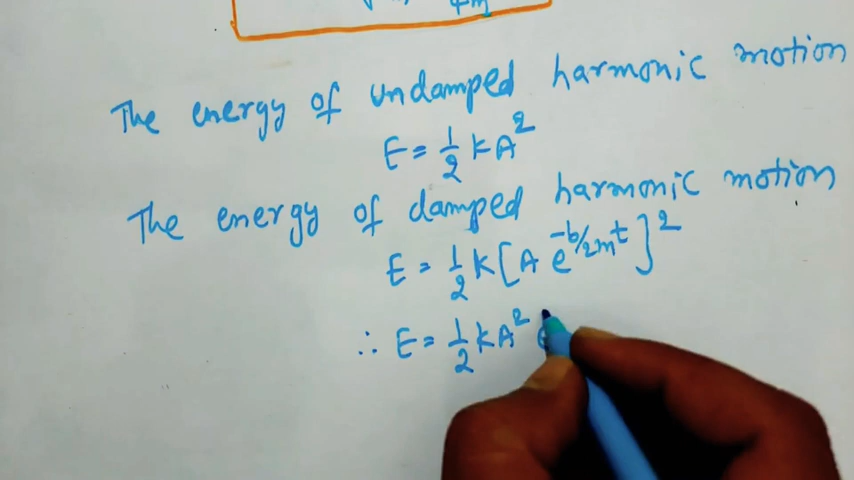 The energy of undamped harmonic motion
E = 1/2 KA²
The energy of damped harmonic motion
E = 1/2 K[A e^(-b/2m t)]²
∴ E = 1/2 KA²